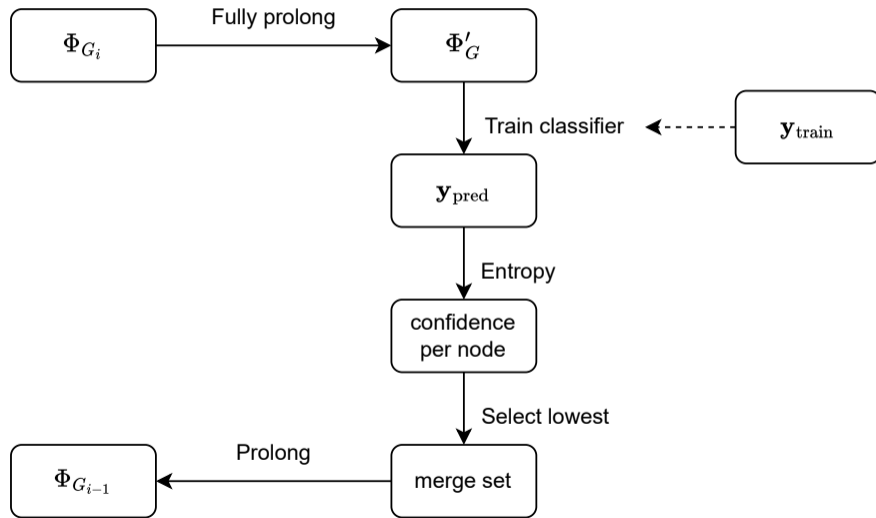 Fully prolong
Φ_{G_i}
Φ′_G
Train classifier
y_train
y_pred
Entropy
confidence
per node
Select lowest
Prolong
Φ_{G_{i−1}}
merge set